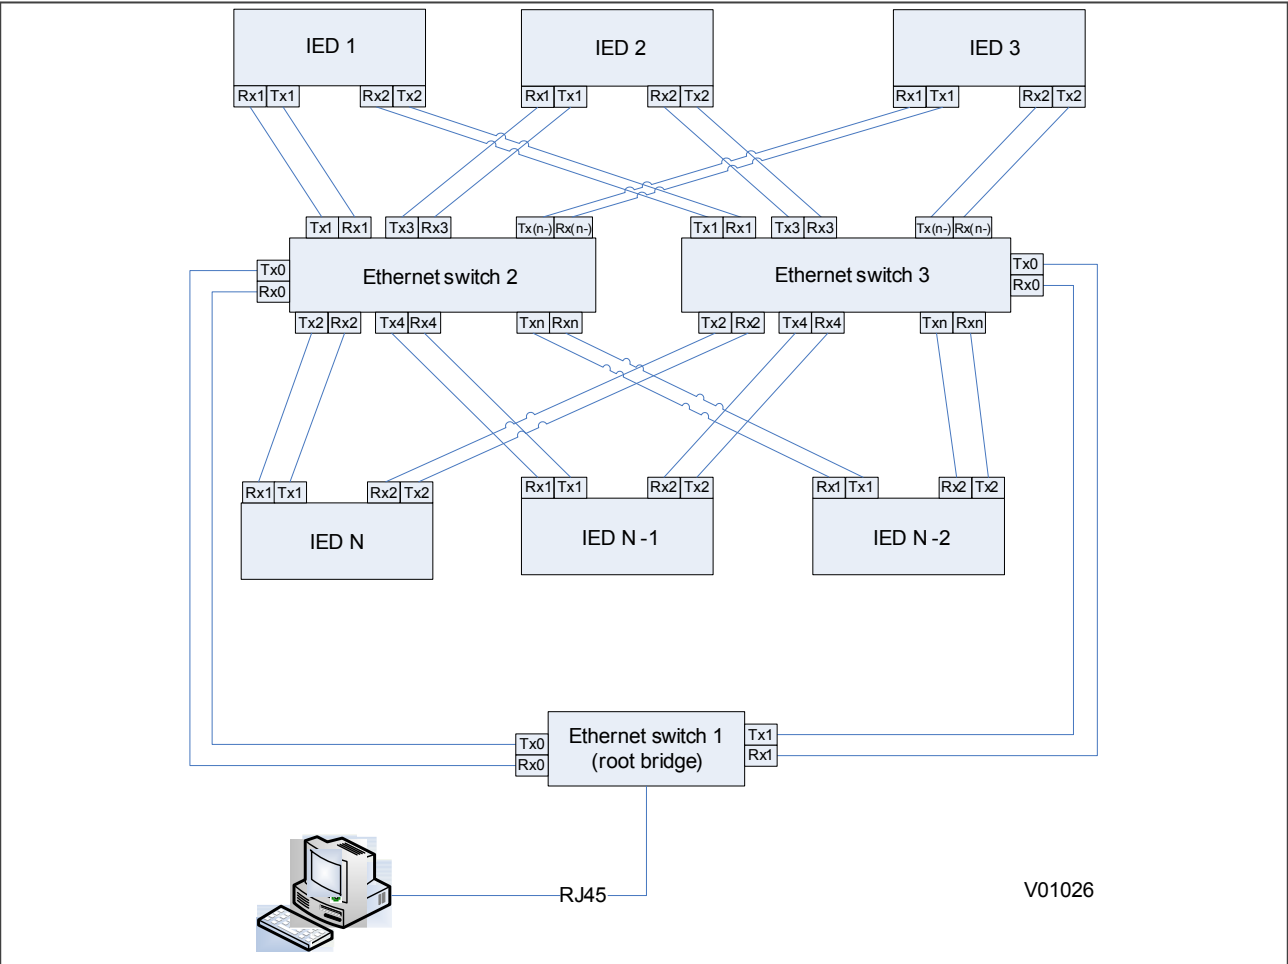 IED 1
IED 2
IED 3
Rx1 Tx1
Rx2 Tx2
Rx1 Tx1
Rx2 Tx2
Rx1 Tx1
Rx2 Tx2
Tx1 Rx1
Tx3 Rx3
Tx(n-) Rx(n-)
Tx1 Rx1
Tx3 Rx3
Tx(n-) Rx(n-)
Tx0
Rx0
Ethernet switch 2
Ethernet switch 3
Tx0
Rx0
Tx2 Rx2
Tx4 Rx4
Txn Rxn
Tx2 Rx2
Tx4 Rx4
Txn Rxn
Rx1 Tx1
Rx2 Tx2
Rx1 Tx1
Rx2 Tx2
Rx1 Tx1
Rx2 Tx2
IED N
IED N -1
IED N -2
Tx0
Rx0
Ethernet switch 1
(root bridge)
Tx1
Rx1
RJ45
V01026